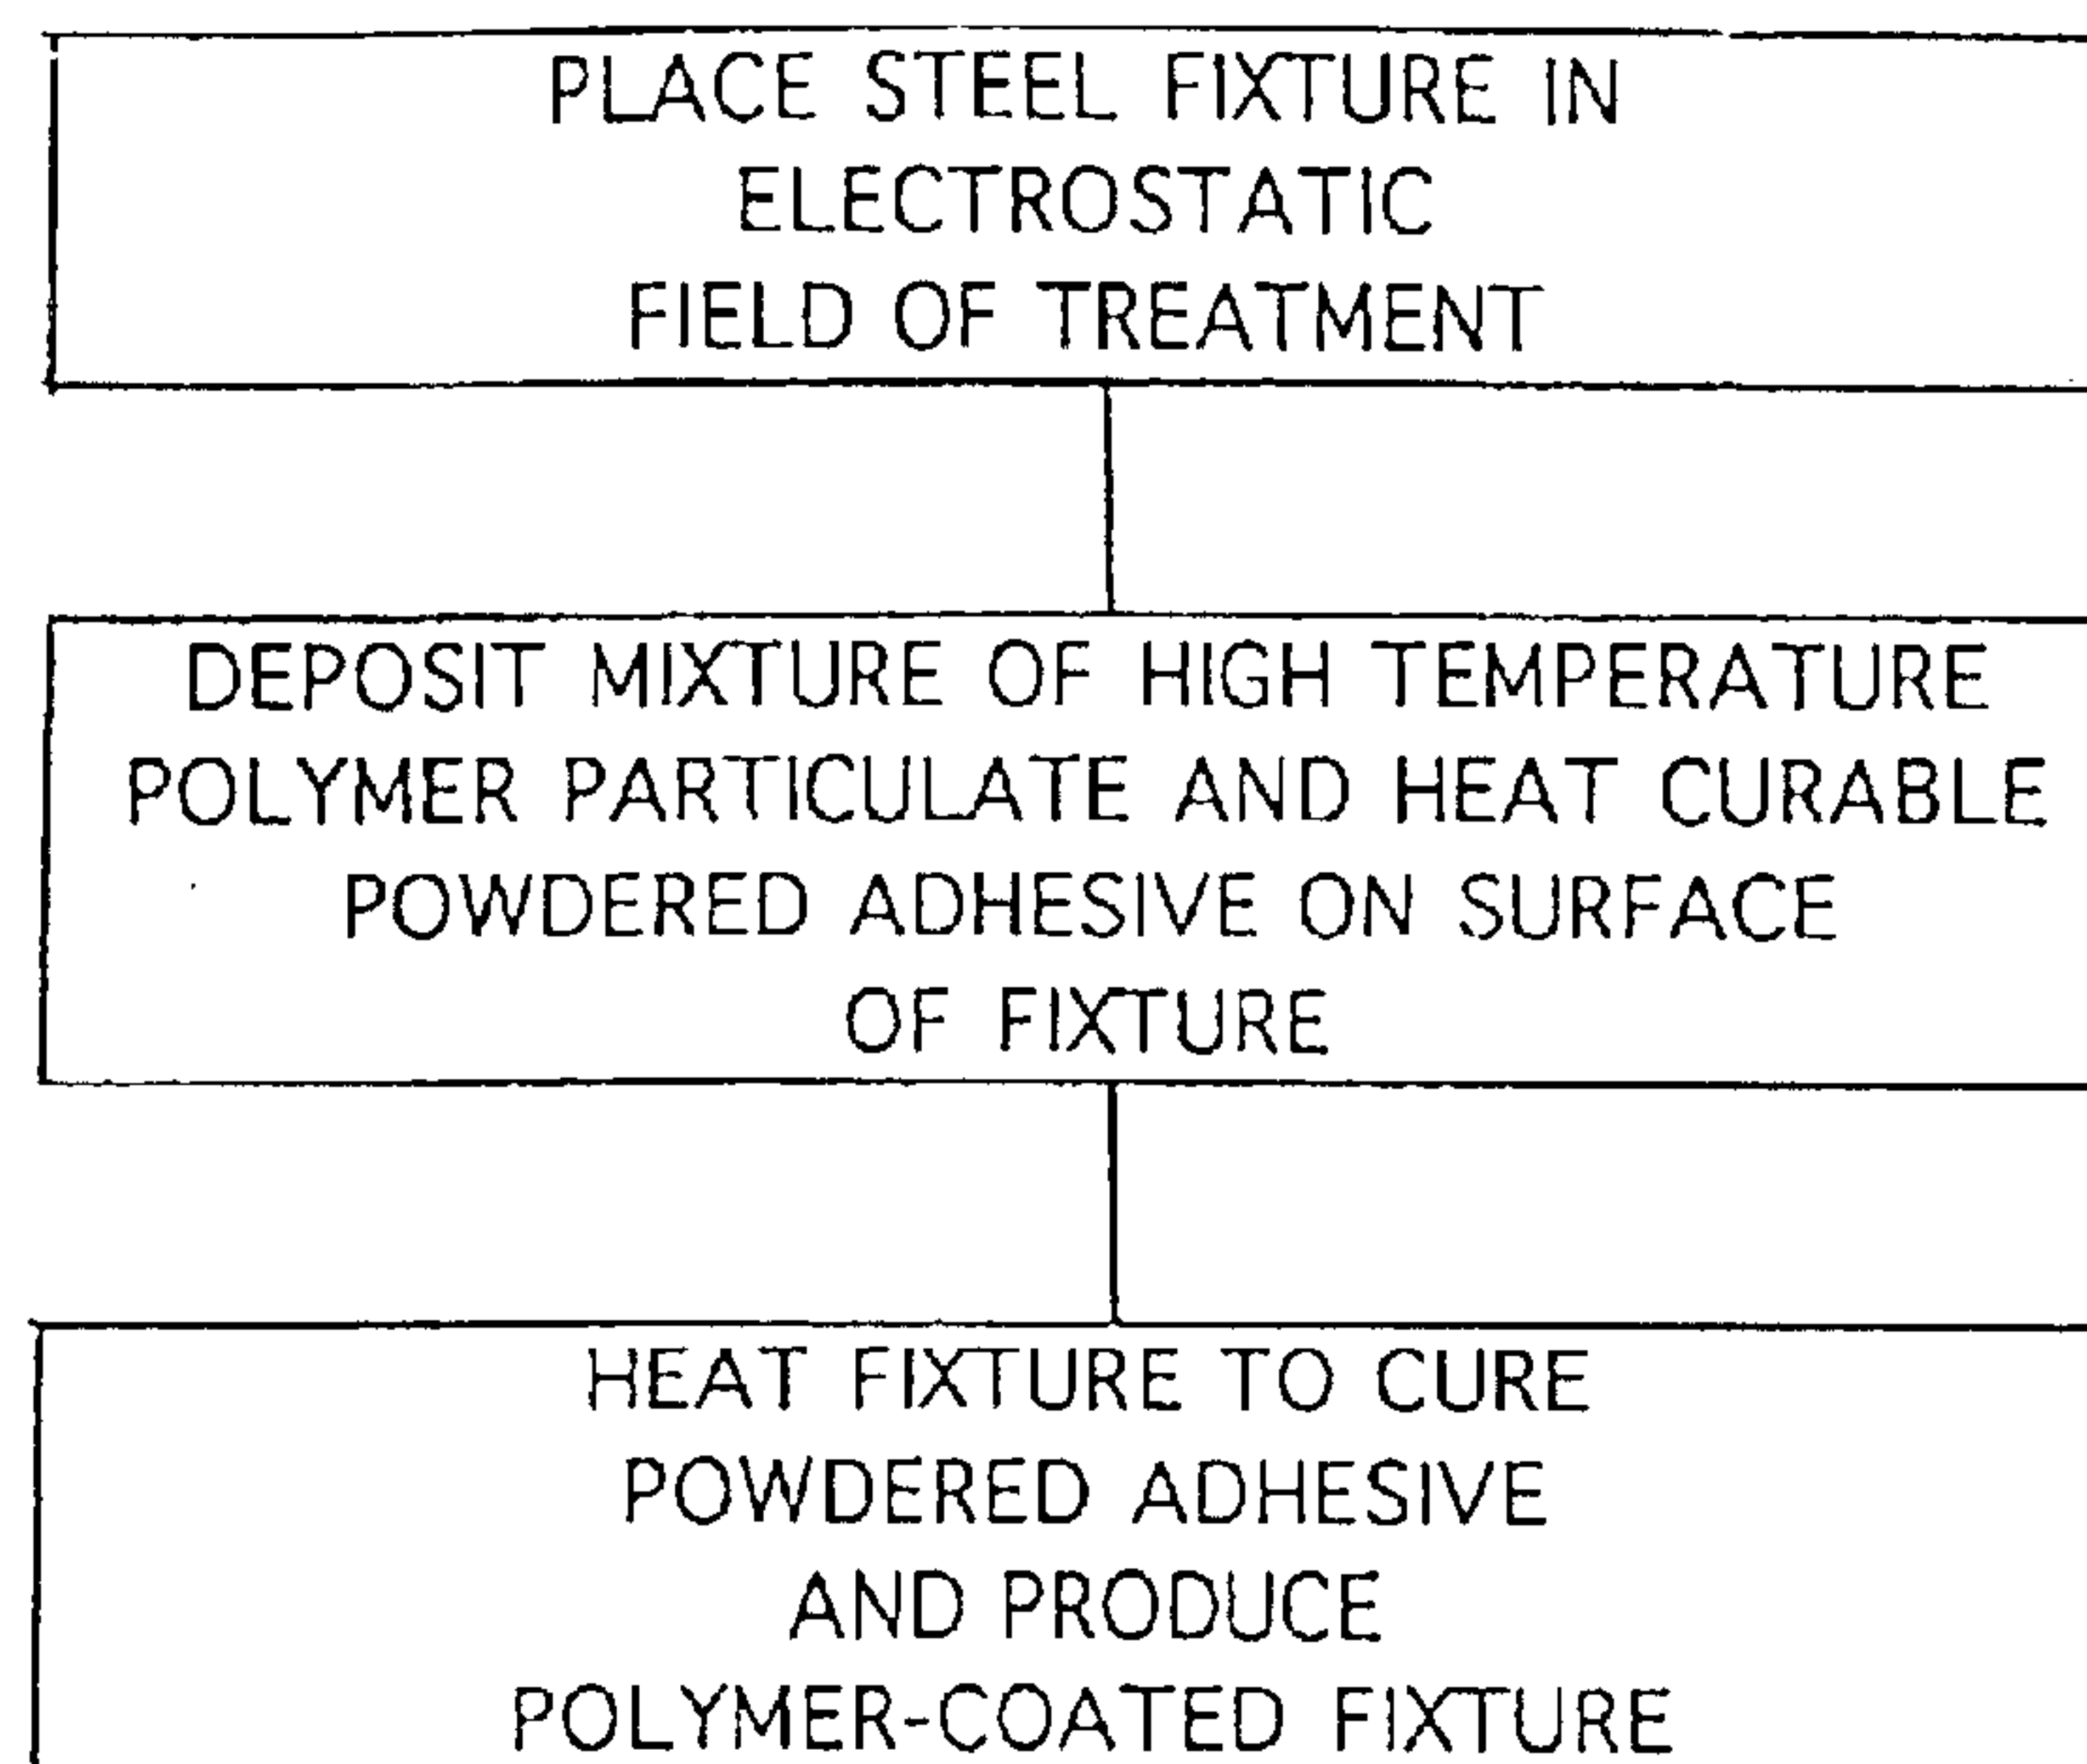 PLACE STEEL FIXTURE IN
ELECTROSTATIC
FIELD OF TREATMENT
DEPOSIT MIXTURE OF HIGH TEMPERATURE
POLYMER PARTICULATE AND HEAT CURABLE
POWDERED ADHESIVE ON SURFACE
OF FIXTURE
HEAT FIXTURE TO CURE
POWDERED ADHESIVE
AND PRODUCE
POLYMER-COATED FIXTURE